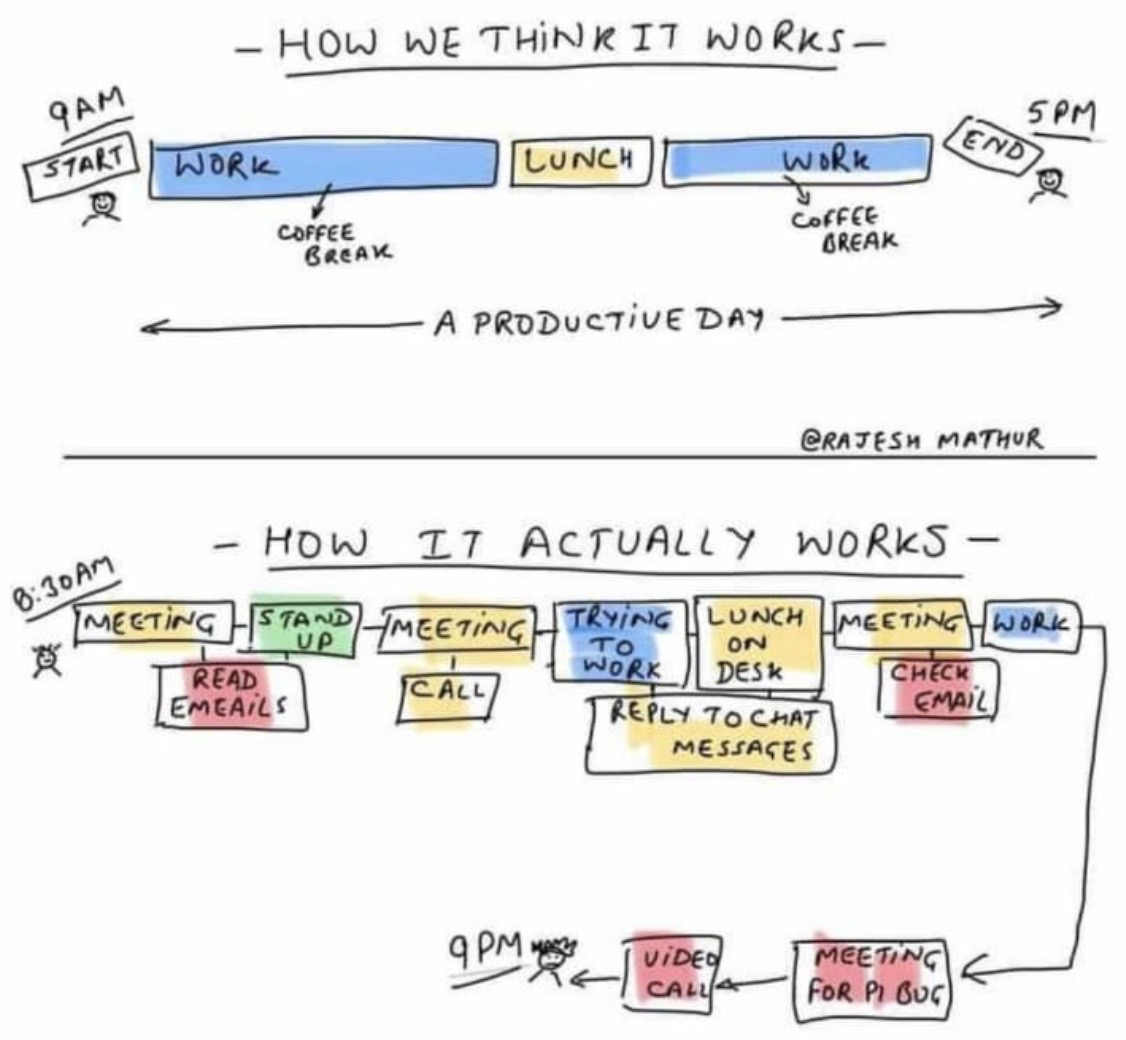 - HOW WE THINK IT WORKS -
9AM
START
WORK
LUNCH
WORK
END
5PM
COFFEE
BREAK
COFFEE
BREAK
A PRODUCTIVE DAY
@RAJESH MATHUR
- HOW IT ACTUALLY WORKS -
8:30AM
MEETING
STAND
UP
MEETING
TRYING
TO
WORK
LUNCH
ON
DESK
MEETING
WORK
READ
EMEAILS
CALL
REPLY TO CHAT
MESSAGES
CHECK
EMAIL
9PM
VIDEO
CALL
MEETING
FOR P1 BUG